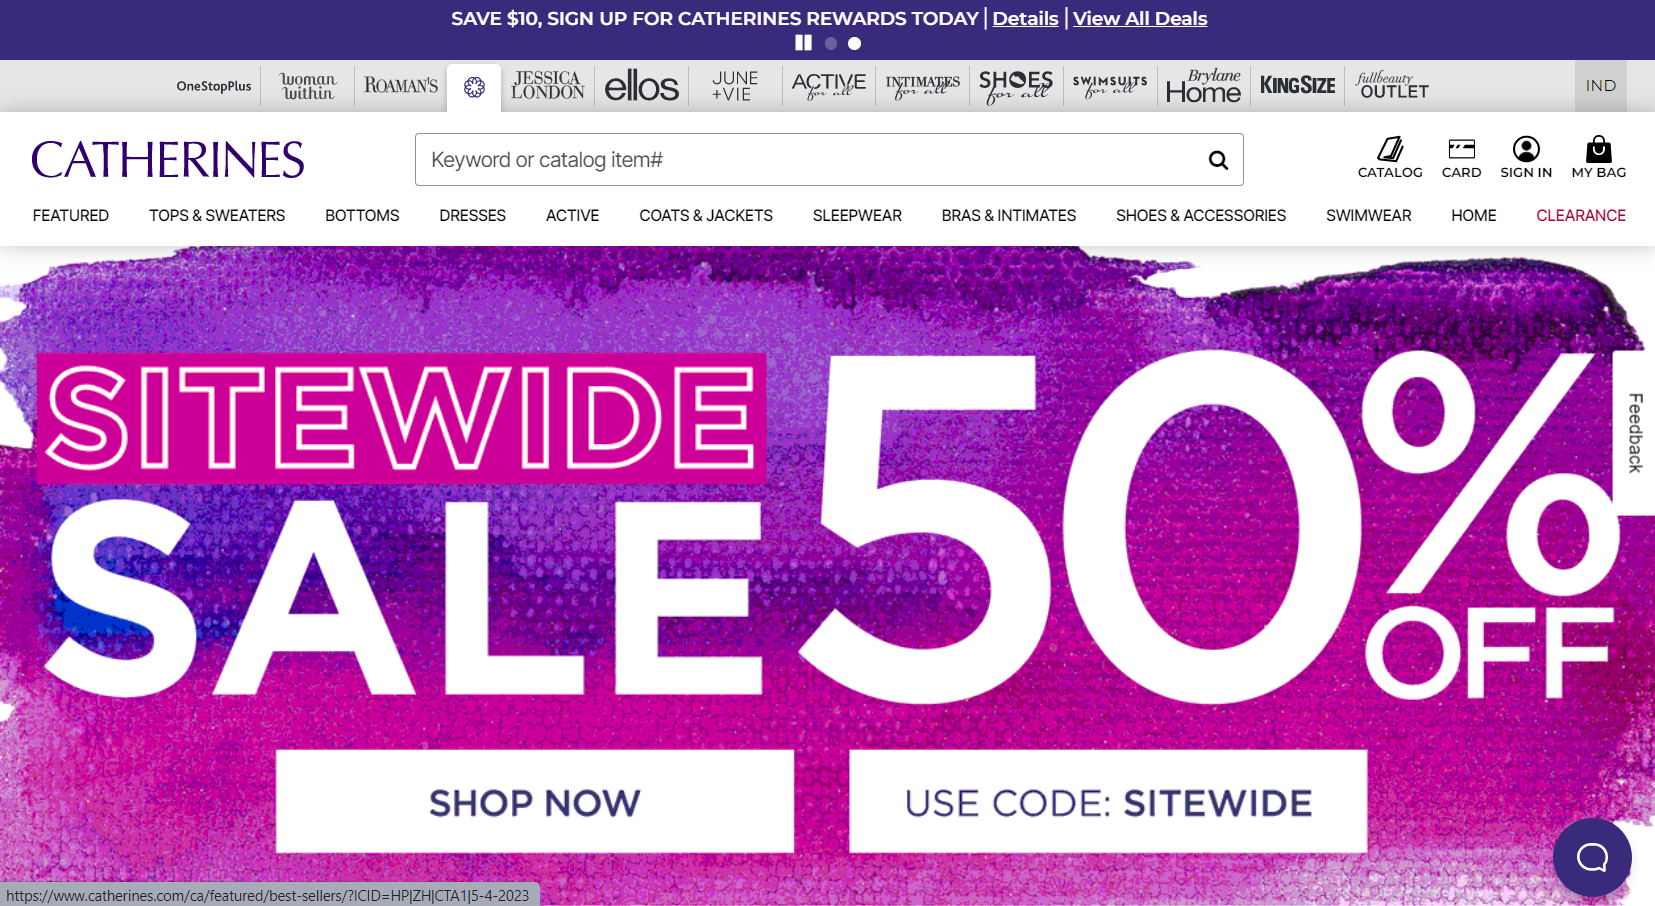 SAVE $10, SIGN UP FOR CATHERINES REWARDS TODAY | Details | View All Deals
OneStopPlus
woman within
ROAMAN'S
JESSICA LONDON
ellos
JUNE +VIE
ACTIVE for all
INTIMATES for all
SHOES for all
SWIMSUITS for all
Brylane Home
KINGSIZE
fullbeauty OUTLET
IND
CATHERINES
Keyword or catalog item#
CATALOG
CARD
SIGN IN
MY BAG
FEATURED
TOPS & SWEATERS
BOTTOMS
DRESSES
ACTIVE
COATS & JACKETS
SLEEPWEAR
BRAS & INTIMATES
SHOES & ACCESSORIES
SWIMWEAR
HOME
CLEARANCE
SITEWIDE
SALE
50%
OFF
Feedback
SHOP NOW
USE CODE: SITEWIDE
https://www.catherines.com/ca/featured/best-sellers/?ICID=HP|ZH|CTA1|5-4-2023